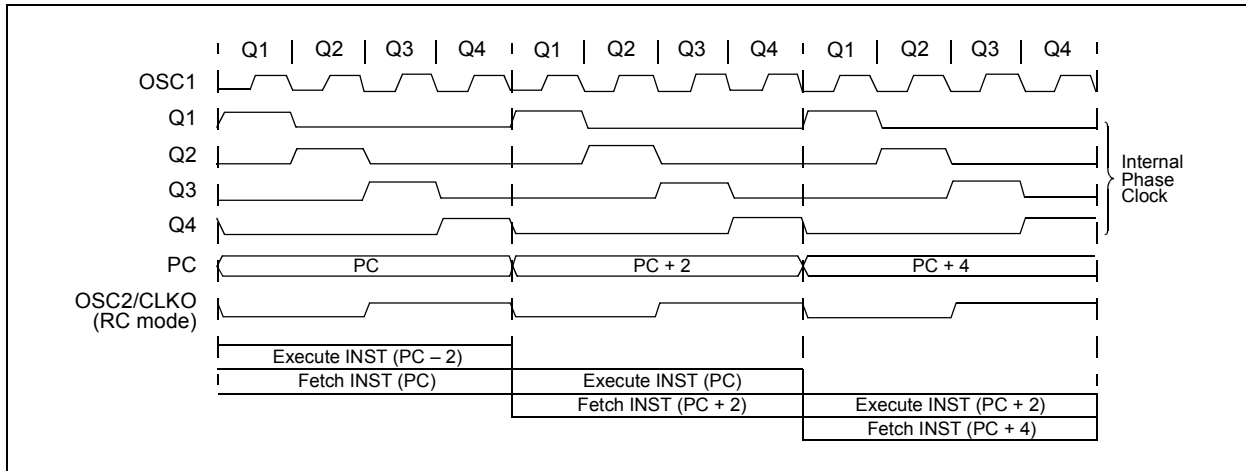 Q1 Q2 Q3 Q4 Q1 Q2 Q3 Q4 Q1 Q2 Q3 Q4
OSC1
Q1
Q2
Q3
Q4
Internal
Phase
Clock
PC PC PC + 2 PC + 4
OSC2/CLKO
(RC mode)
Execute INST (PC – 2)
Fetch INST (PC) Execute INST (PC)
Fetch INST (PC + 2) Execute INST (PC + 2)
Fetch INST (PC + 4)